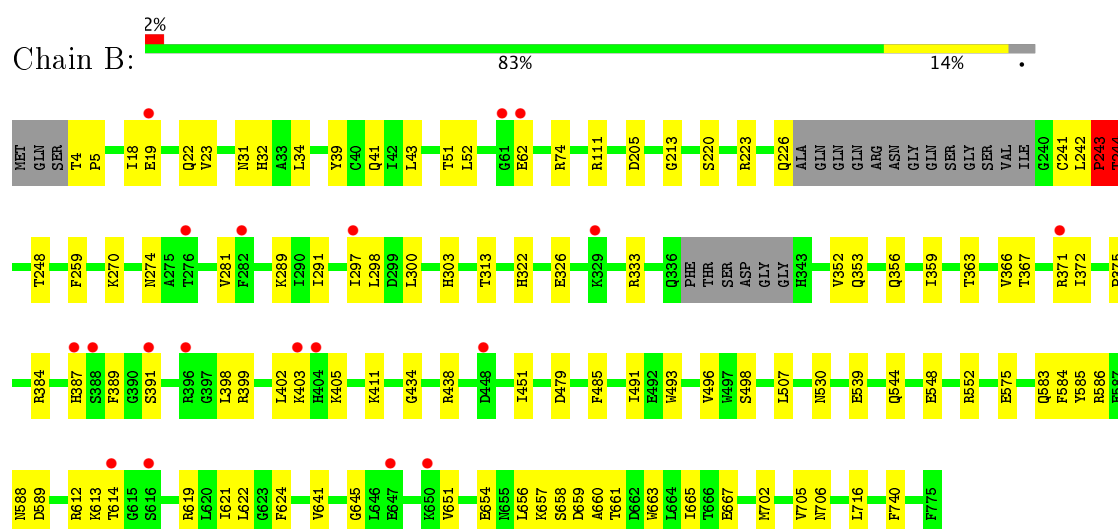 2%
Chain B:
83% 14% •
MET GLN SER T4 P5 I18 E19 Q22 V23 N31 H32 A33 L34 Y39 C40 Q41 I42 L43 T51 L52 G61 E62 R74 R111 D205 G213 S220 R223 Q226 ALA GLN GLN GLN ARG ASN GLY GLN SER GLY SER VAL ILE G240 C241 L242 P243 T244
T248 F259 K270 N274 A275 T276 V281 F282 K289 I290 I291 I297 L298 D299 L300 H303 T313 H322 E326 K329 R333 Q336 PHE THR SER ASP GLY GLY H343 V352 Q353 Q356 I359 T363 V366 T367 R371 I372
R384 H387 S388 F389 G390 S391 R396 G397 L398 R399 L402 K403 H404 K405 K411 G434 R438 D448 I451 D479 F485 I491 E492 W493 V496 W497 S498 L507 N530 E539 Q544 E548 R552 E575 Q583 F584 Y585 R586
N588 D589 R612 K613 T614 G615 S616 R619 L620 I621 L622 G623 F624 V641 G645 L646 E647 K650 V651 E654 N655 L656 K657 S658 D659 A660 T661 D662 W663 L664 I665 T666 E667 M702 V705 N706 L716 F740 F775